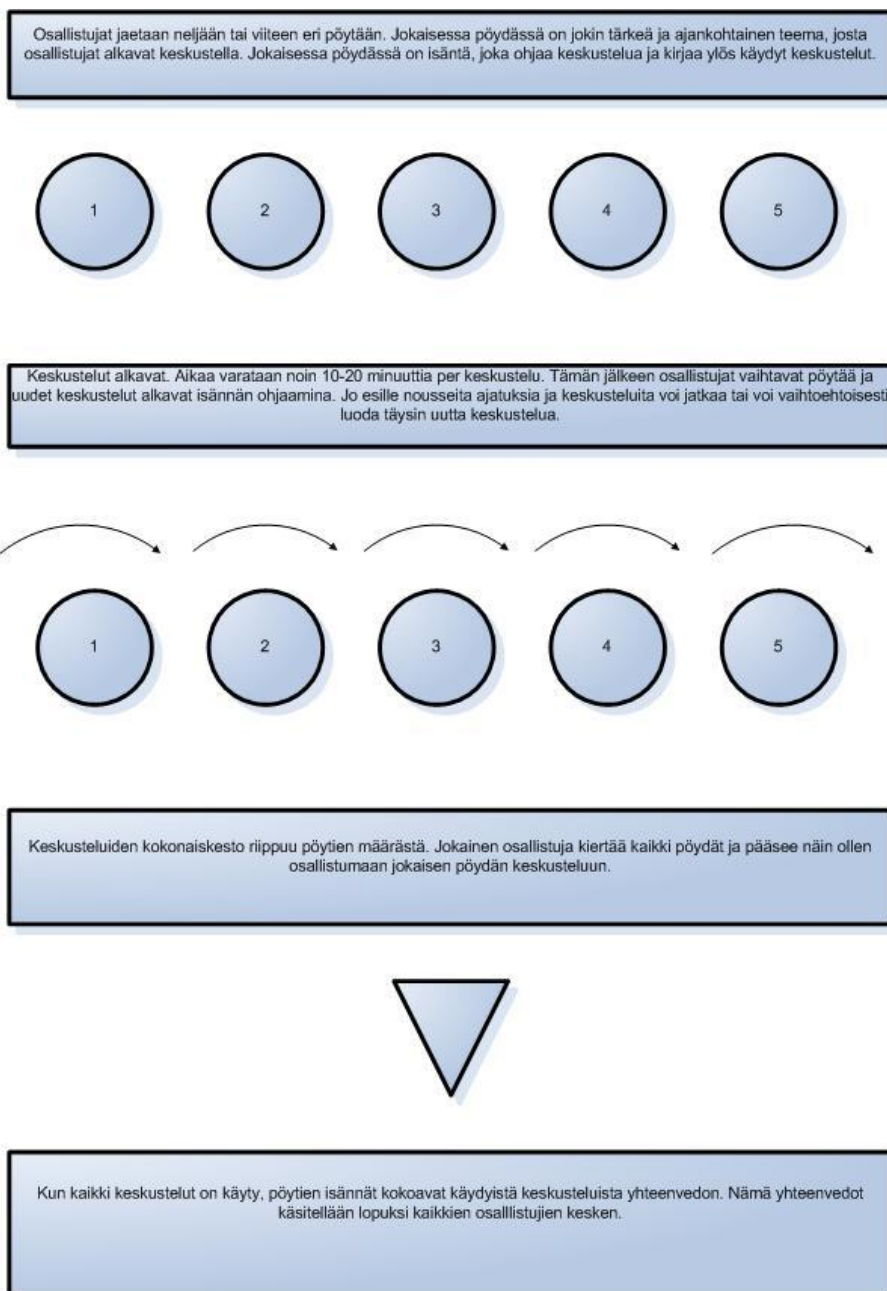 Osallistujat jaetaan neljään tai viiteen eri pöytään. Jokaisessa pöydässä on jokin tärkeä ja ajankohtainen teema, josta
osallistujat alkavat keskustella. Jokaisessa pöydässä on isäntä, joka ohjaa keskustelua ja kirjaa ylös käydyt keskustelut.
1 2 3 4 5
Keskustelut alkavat. Aikaa varataan noin 10-20 minuuttia per keskustelu. Tämän jälkeen osallistujat vaihtavat pöytää ja
uudet keskustelut alkavat isännän ohjaamina. Jo esille nousseita ajatuksia ja keskusteluita voi jatkaa tai voi vaihtoehtoisesti
luoda täysin uutta keskustelua.
1 2 3 4 5
Keskusteluiden kokonaiskesto riippuu pöytien määrästä. Jokainen osallistuja kiertää kaikki pöydät ja pääsee näin ollen
osallistumaan jokaisen pöydän keskusteluun.
Kun kaikki keskustelut on käyty, pöytien isännät kokoavat käydyistä keskusteluista yhteenvedon. Nämä yhteenvedot
käsitellään lopuksi kaikkien osalllistujien kesken.